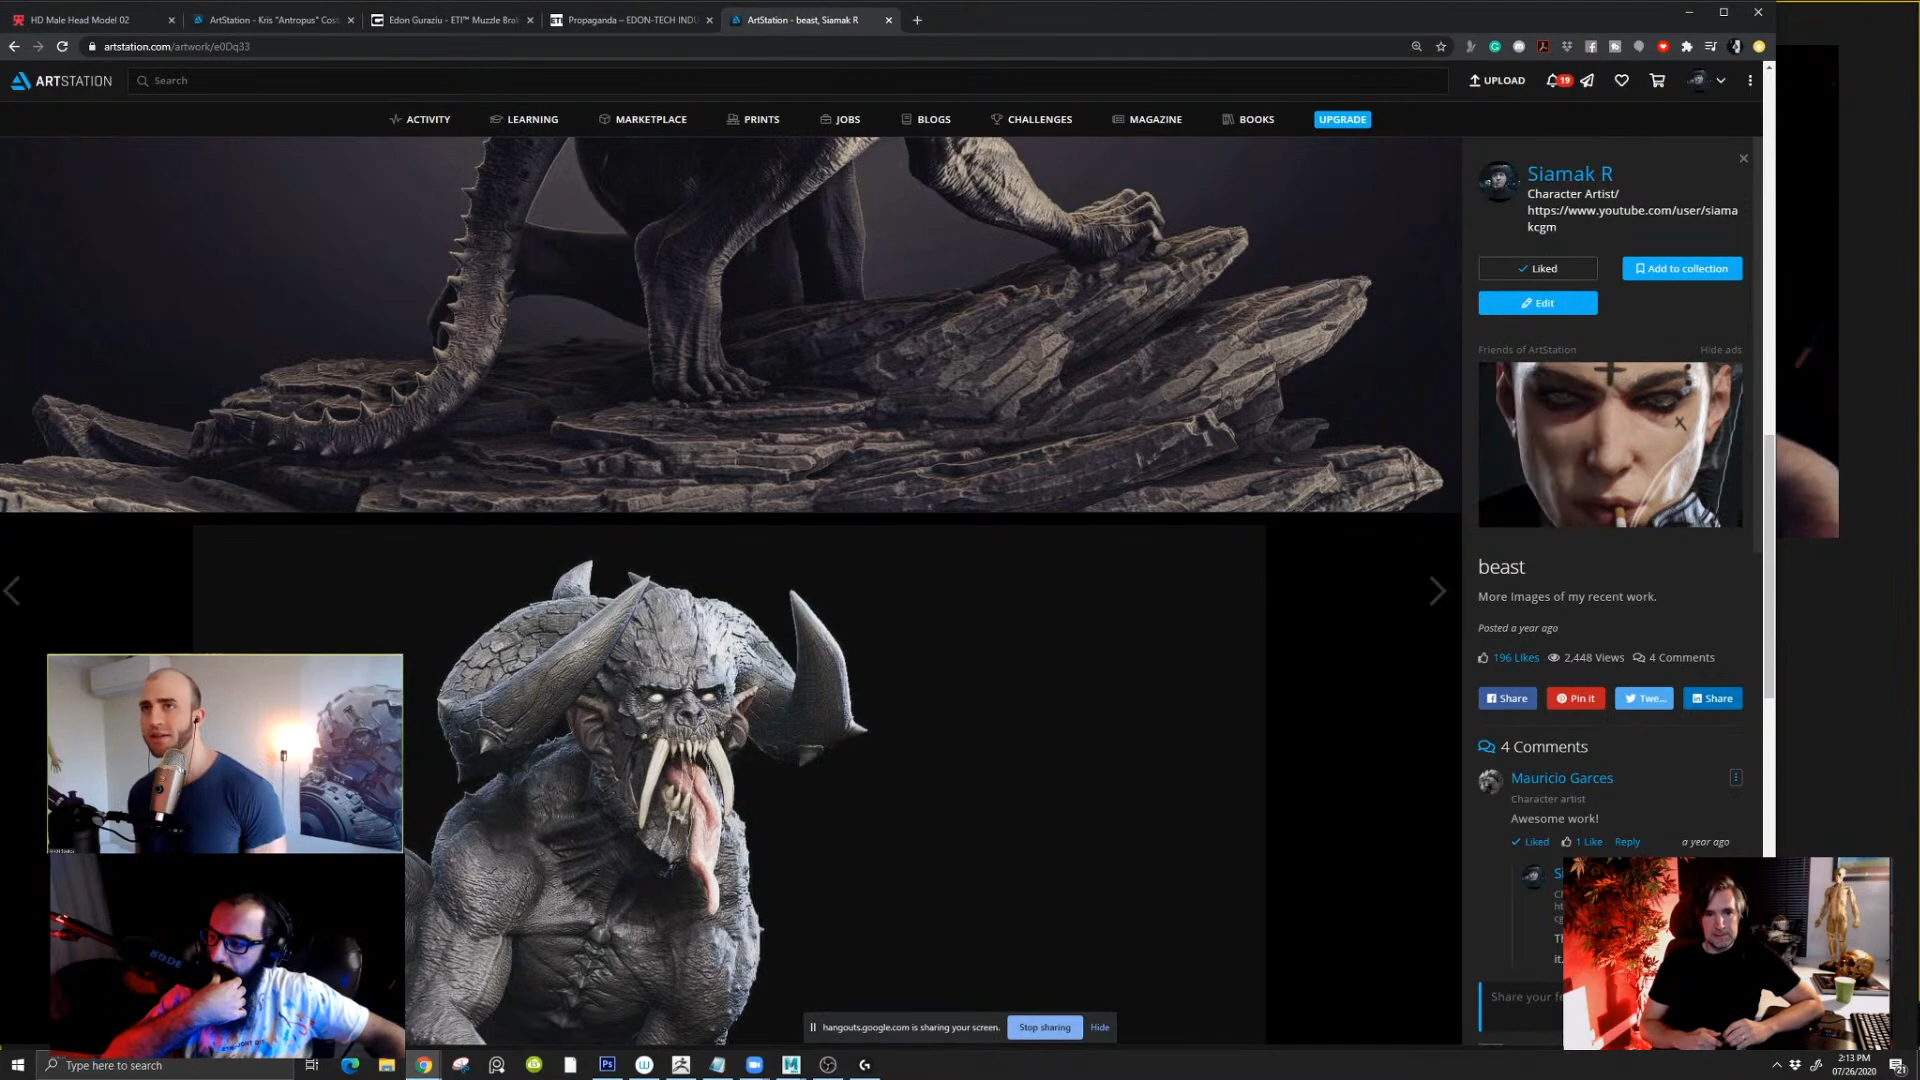 HD Male Head Model 02
ArtStation - Kris "Antropus" Cost
Edon Guraziu - ETI™ Muzzle Bral
Propaganda – EDON-TECH INDU
ArtStation - beast, Siamak R
artstation.com/artwork/e0Dq33
ARTSTATION
Search
UPLOAD
19
ACTIVITY
LEARNING
MARKETPLACE
PRINTS
JOBS
BLOGS
CHALLENGES
MAGAZINE
BOOKS
UPGRADE
Siamak R
Character Artist/
https://www.youtube.com/user/siama
kcgm
Liked
Add to collection
Edit
Friends of ArtStation
Hide ads
beast
More Images of my recent work.
Posted a year ago
196 Likes
2,448 Views
4 Comments
Share
Pin it
Twe...
Share
4 Comments
Mauricio Garces
Character artist
Awesome work!
Liked
1 Like
Reply
a year ago
Share your fe
RODE
hangouts.google.com is sharing your screen.
Stop sharing
Hide
Type here to search
2:13 PM
07/26/2020
21